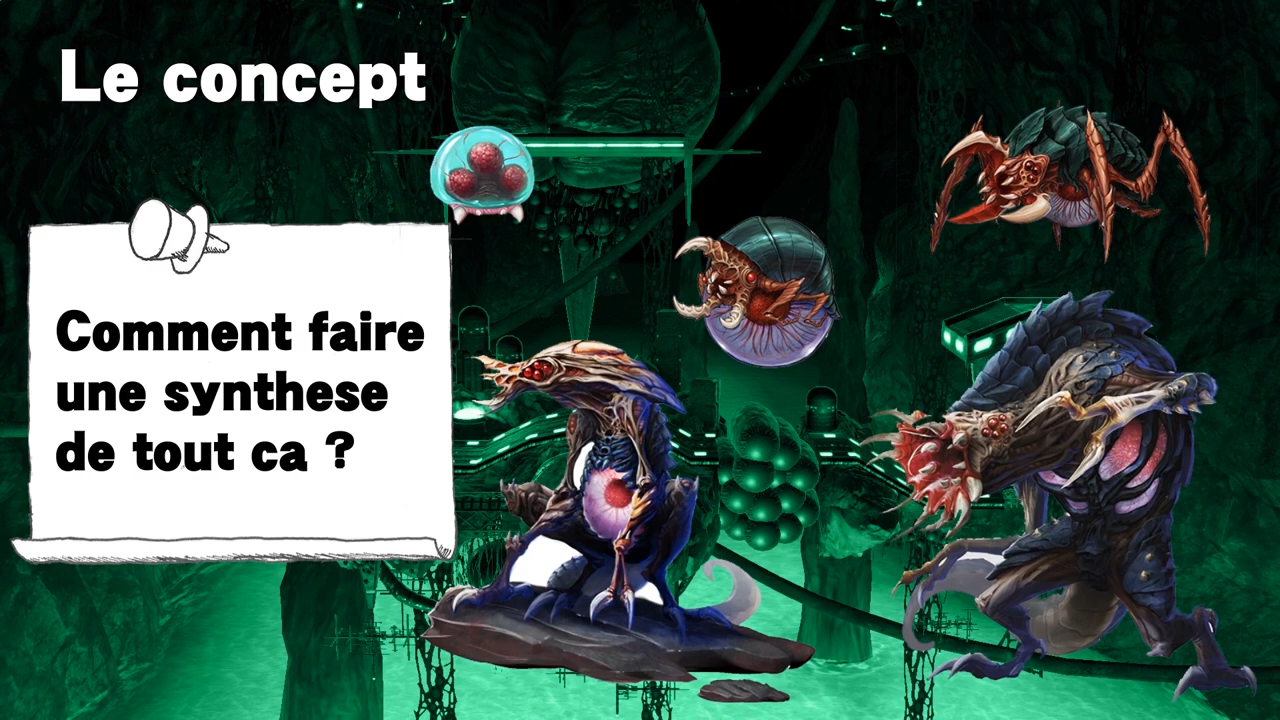 Le concept
Comment faire
une synthese
de tout ca ?